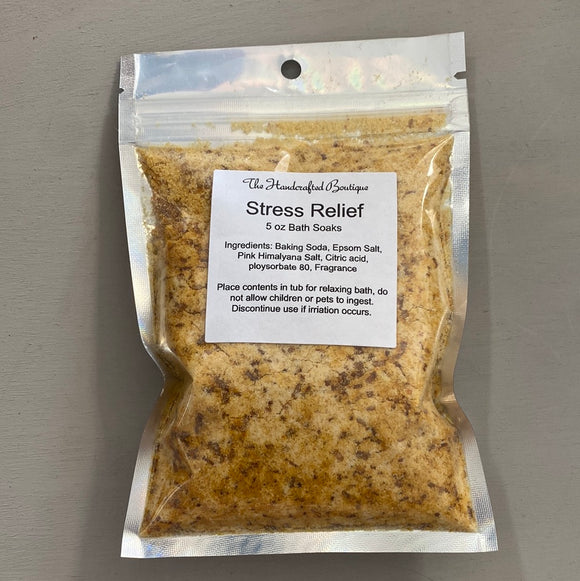 The Handcrafted Boutique
Stress Relief
5 oz Bath Soaks
Ingredients: Baking Soda, Epsom Salt,
Pink Himalyana Salt, Citric acid,
ploysorbate 80, Fragrance
Place contents in tub for relaxing bath, do
not allow children or pets to ingest.
Discontinue use if irriation occurs.